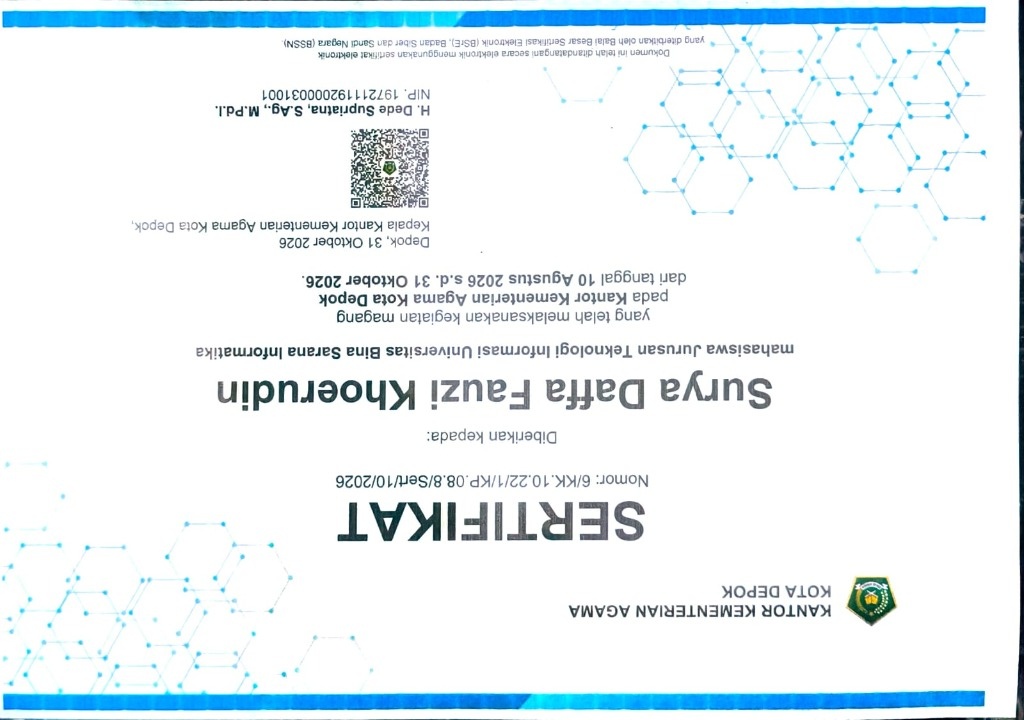 KANTOR KEMENTERIAN AGAMA
KOTA DEPOK
SERTIFIKAT
Nomor: 6/KK.10.22/1/KP.08.8/Sert/10/2026
Diberikan kepada:
Surya Daffa Fauzi Khoerudin
mahasiswa Jurusan Teknologi Informasi Universitas Bina Sarana Informatika
yang telah melaksanakan kegiatan magang
pada Kantor Kementerian Agama Kota Depok
dari tanggal 10 Agustus 2026 s.d. 31 Oktober 2026.
Depok, 31 Oktober 2026
Kepala Kantor Kementerian Agama Kota Depok,
H. Dede Supriatna, S.Ag., M.Pd.I.
NIP. 197211192000031001
Dokumen ini telah ditandatangani secara elektronik menggunakan sertifikat elektronik
yang diterbitkan oleh Balai Besar Sertifikasi Elektronik (BSrE), Badan Siber dan Sandi Negara (BSSN)